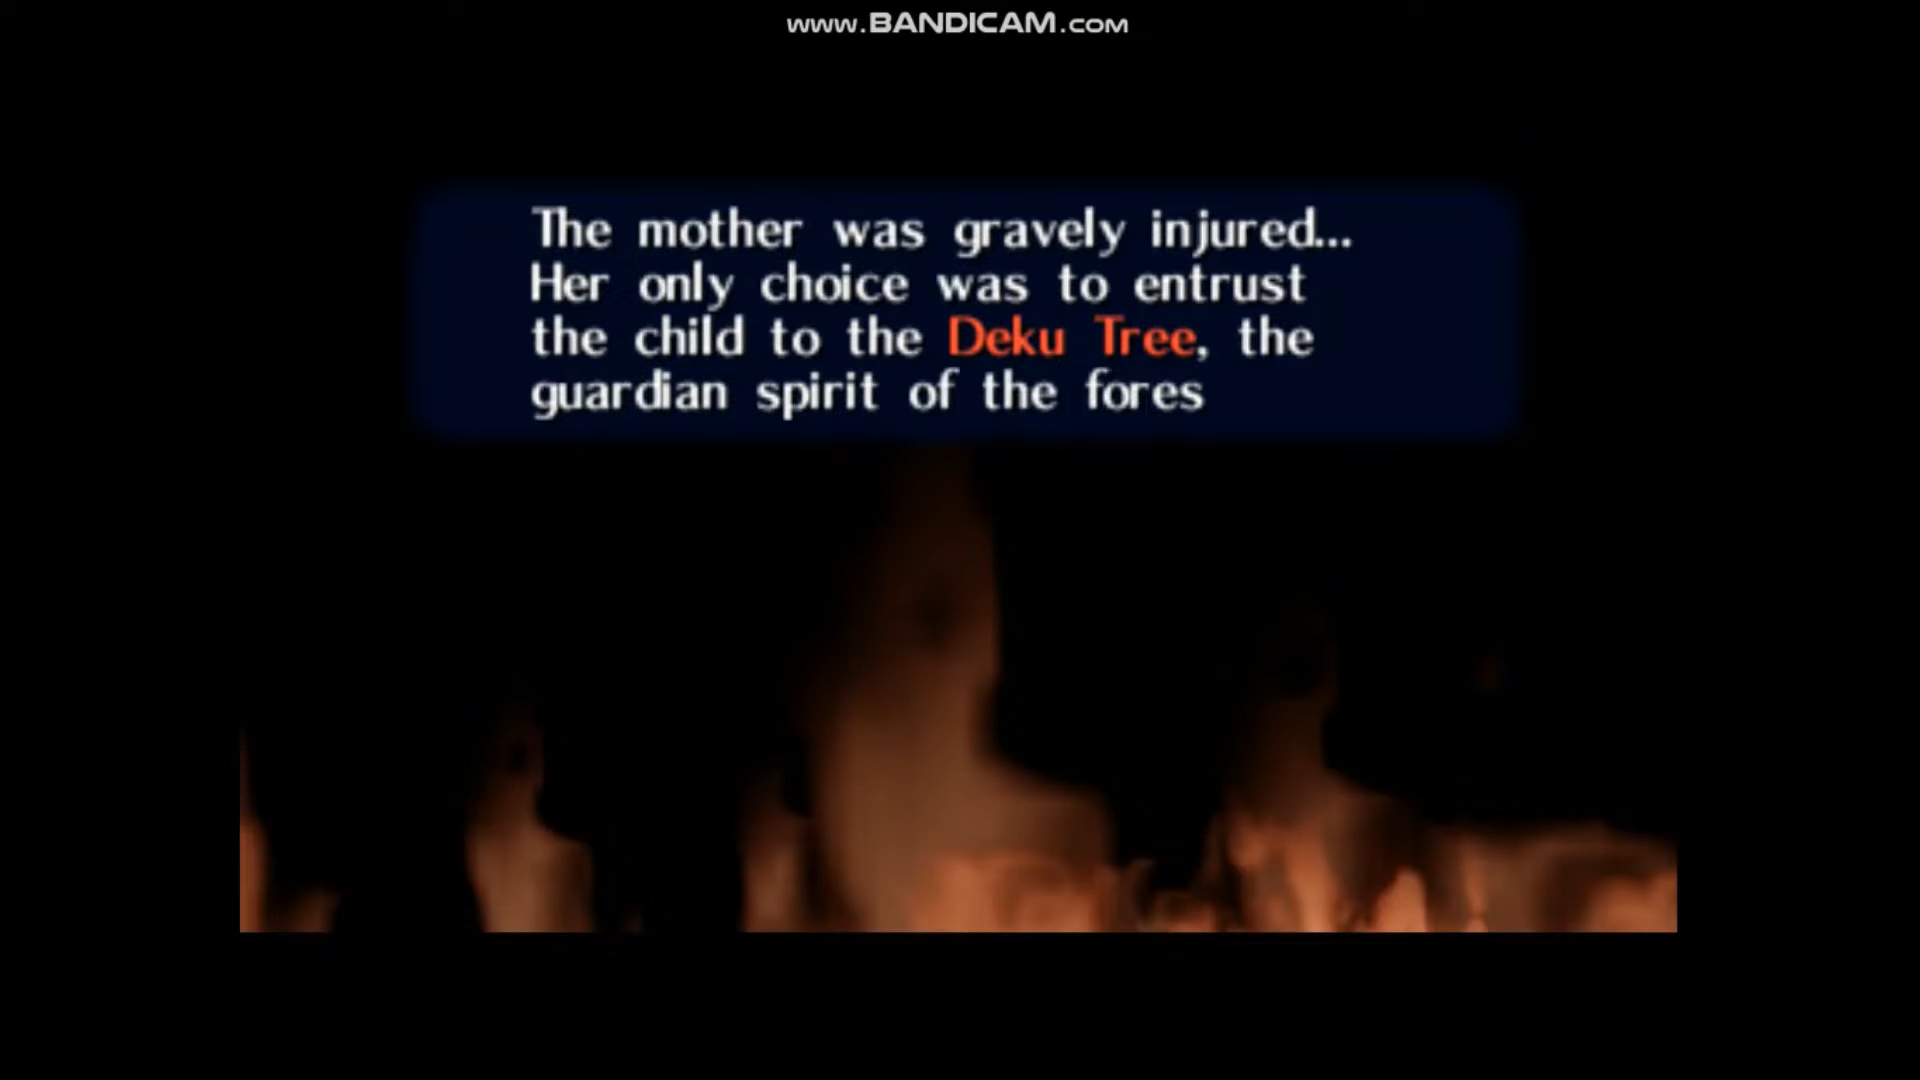 www.BANDICAM.COM
The mother was gravely injured...
Her only choice was to entrust
the child to the Deku Tree, the
guardian spirit of the fores